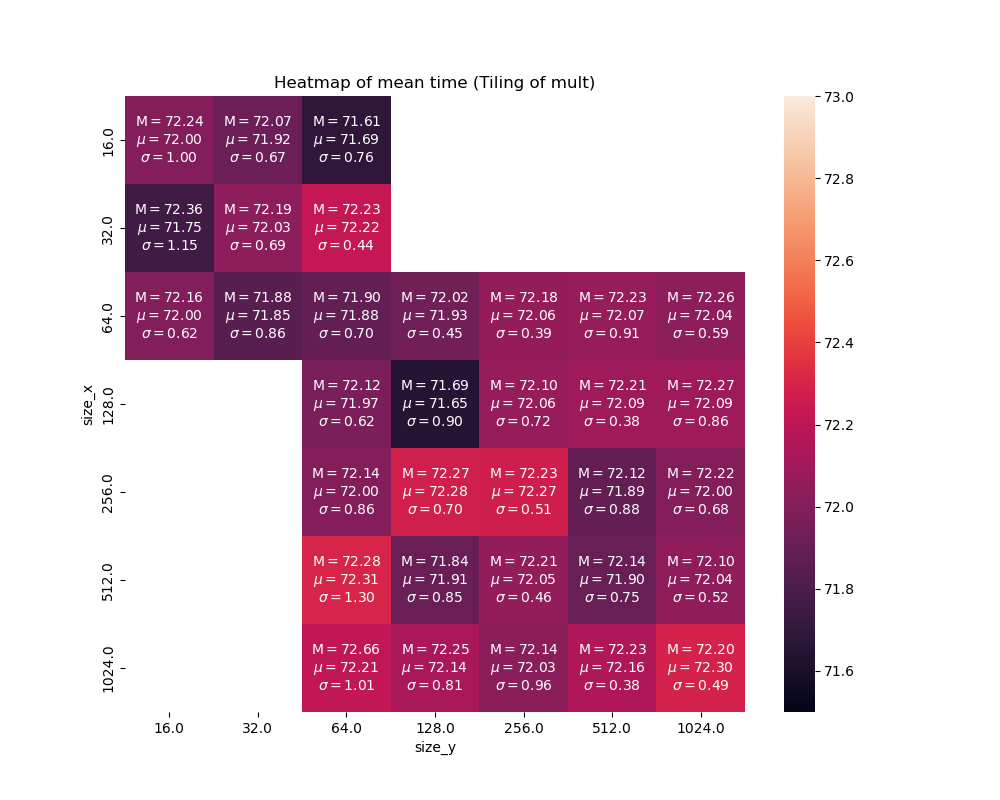 Heatmap of mean time (Tiling of mult)
M = 72.24 M = 72.07 M = 71.61
μ = 72.00 μ = 71.92 μ = 71.69
σ = 1.00 σ = 0.67 σ = 0.76
16.0
M = 72.36 M = 72.19 M = 72.23
μ = 71.75 μ = 72.03 μ = 72.22
σ = 1.15 σ = 0.69 σ = 0.44
32.0
M = 72.16 M = 71.88 M = 71.90 M = 72.02 M = 72.18 M = 72.23 M = 72.26
μ = 72.00 μ = 71.85 μ = 71.88 μ = 71.93 μ = 72.06 μ = 72.07 μ = 72.04
σ = 0.62 σ = 0.86 σ = 0.70 σ = 0.45 σ = 0.39 σ = 0.91 σ = 0.59
64.0
M = 72.12 M = 71.69 M = 72.10 M = 72.21 M = 72.27
μ = 71.97 μ = 71.65 μ = 72.06 μ = 72.09 μ = 72.09
σ = 0.62 σ = 0.90 σ = 0.72 σ = 0.38 σ = 0.86
128.0
M = 72.14 M = 72.27 M = 72.23 M = 72.12 M = 72.22
μ = 72.00 μ = 72.28 μ = 72.27 μ = 71.89 μ = 72.00
σ = 0.86 σ = 0.70 σ = 0.51 σ = 0.88 σ = 0.68
256.0
M = 72.28 M = 71.84 M = 72.21 M = 72.14 M = 72.10
μ = 72.31 μ = 71.91 μ = 72.05 μ = 71.90 μ = 72.04
σ = 1.30 σ = 0.85 σ = 0.46 σ = 0.75 σ = 0.52
512.0
M = 72.66 M = 72.25 M = 72.14 M = 72.23 M = 72.20
μ = 72.21 μ = 72.14 μ = 72.03 μ = 72.16 μ = 72.30
σ = 1.01 σ = 0.81 σ = 0.96 σ = 0.38 σ = 0.49
1024.0
size_x
16.0 32.0 64.0 128.0 256.0 512.0 1024.0
size_y
73.0
72.8
72.6
72.4
72.2
72.0
71.8
71.6